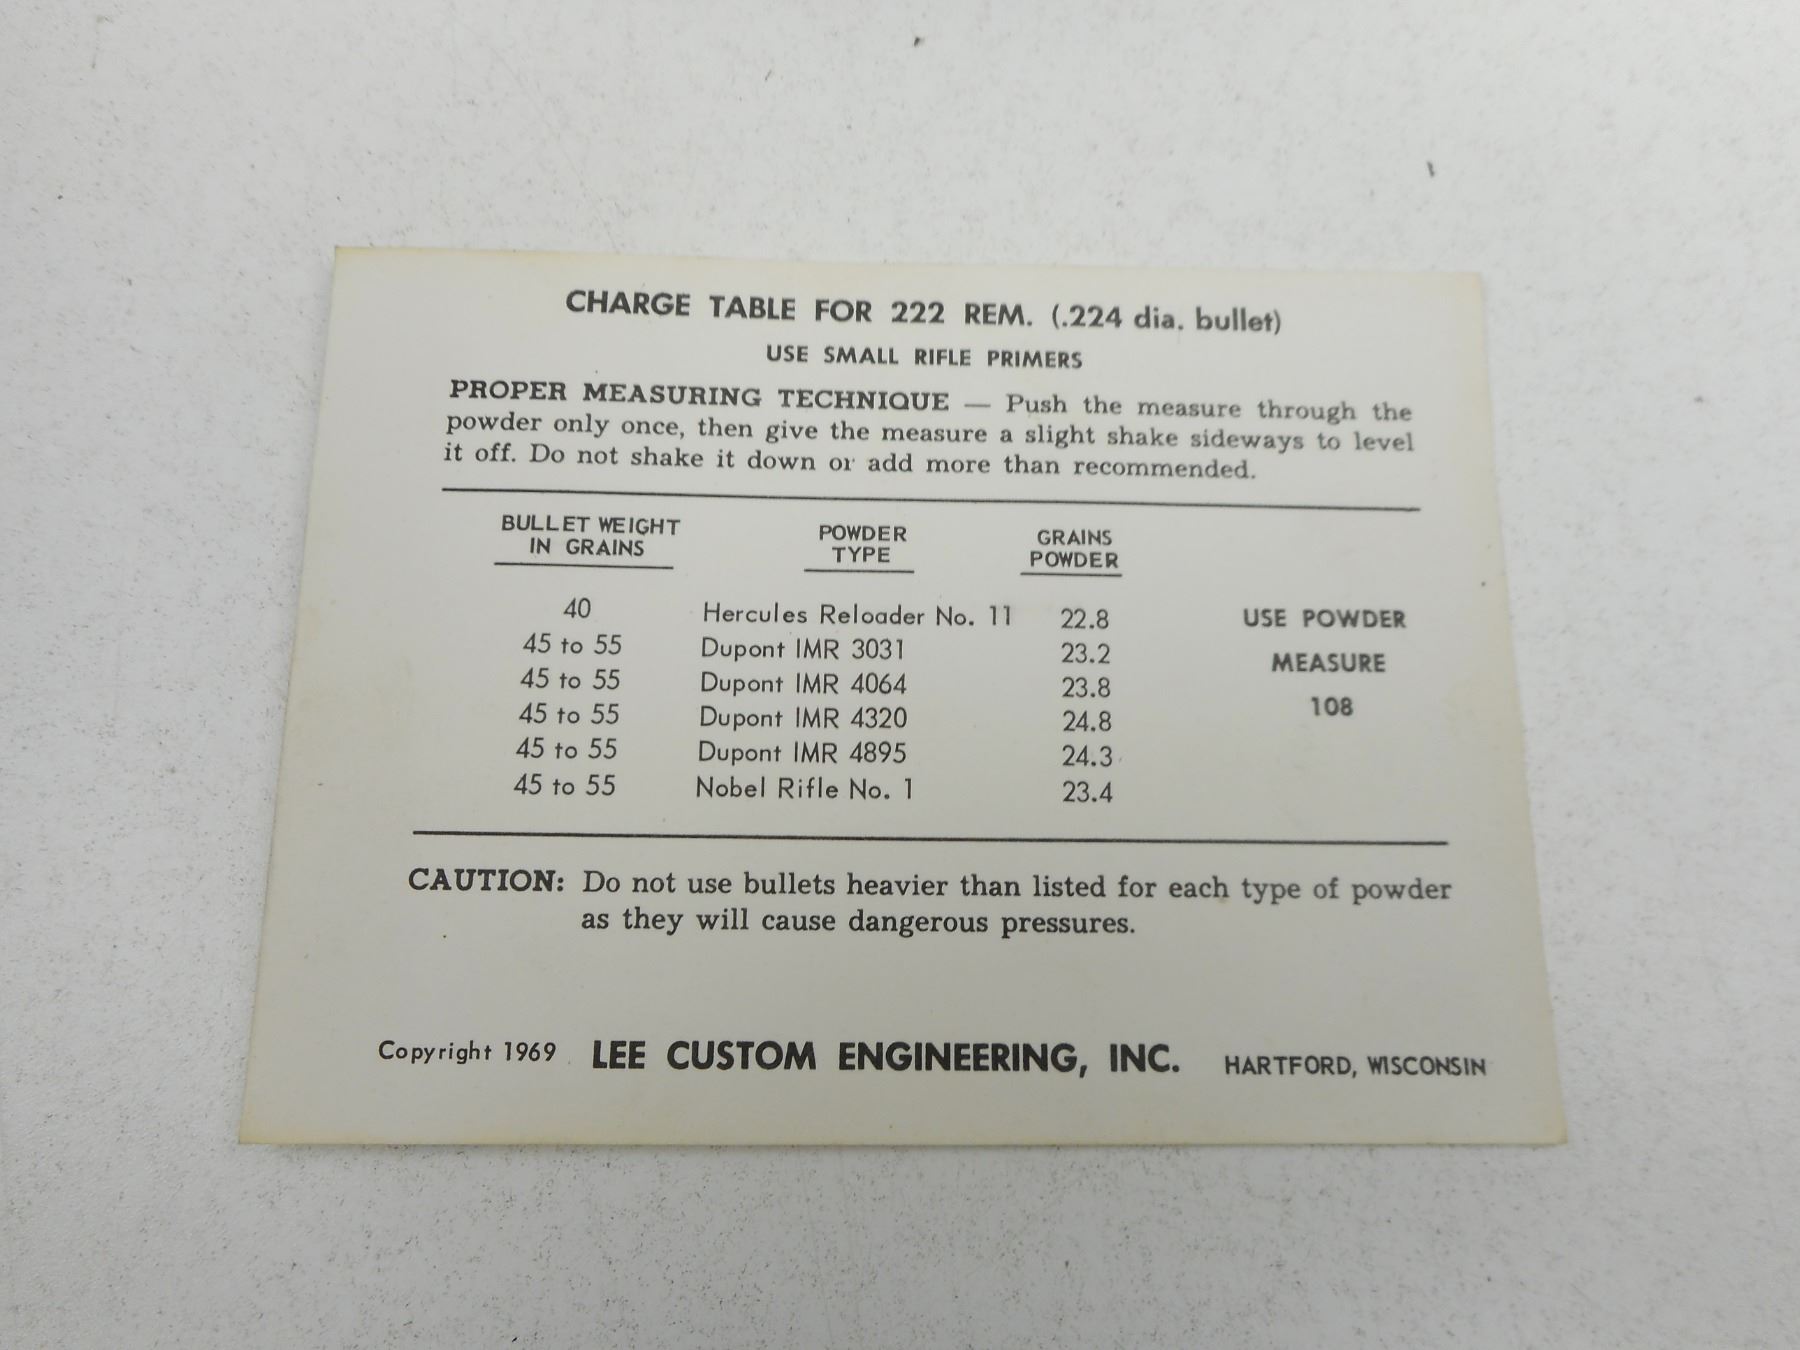 CHARGE TABLE FOR 222 REM. (.224 dia. bullet)
USE SMALL RIFLE PRIMERS
PROPER MEASURING TECHNIQUE — Push the measure through the
powder only once, then give the measure a slight shake sideways to level
it off. Do not shake it down or add more than recommended.
BULLET WEIGHT IN GRAINS POWDER TYPE GRAINS POWDER
40 Hercules Reloader No. 11 22.8 USE POWDER
45 to 55 Dupont IMR 3031 23.2 MEASURE
45 to 55 Dupont IMR 4064 23.8 108
45 to 55 Dupont IMR 4320 24.8
45 to 55 Dupont IMR 4895 24.3
45 to 55 Nobel Rifle No. 1 23.4
CAUTION: Do not use bullets heavier than listed for each type of powder
as they will cause dangerous pressures.
Copyright 1969 LEE CUSTOM ENGINEERING, INC. HARTFORD, WISCONSIN